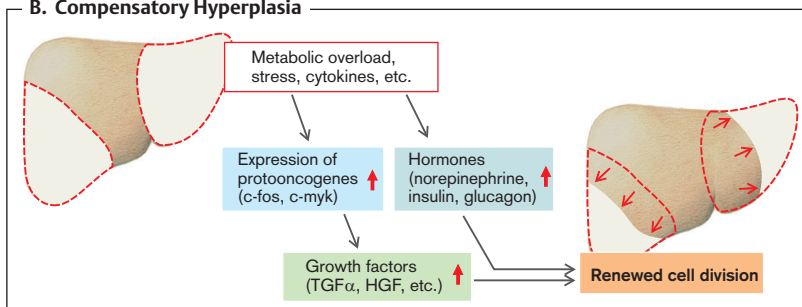 B. Compensatory Hyperplasia
Metabolic overload,
stress, cytokines, etc.
Expression of
protooncogenes
(c-fos, c-myk)
Hormones
(norepinephrine,
insulin, glucagon)
Growth factors
(TGFα, HGF, etc.)
Renewed cell division